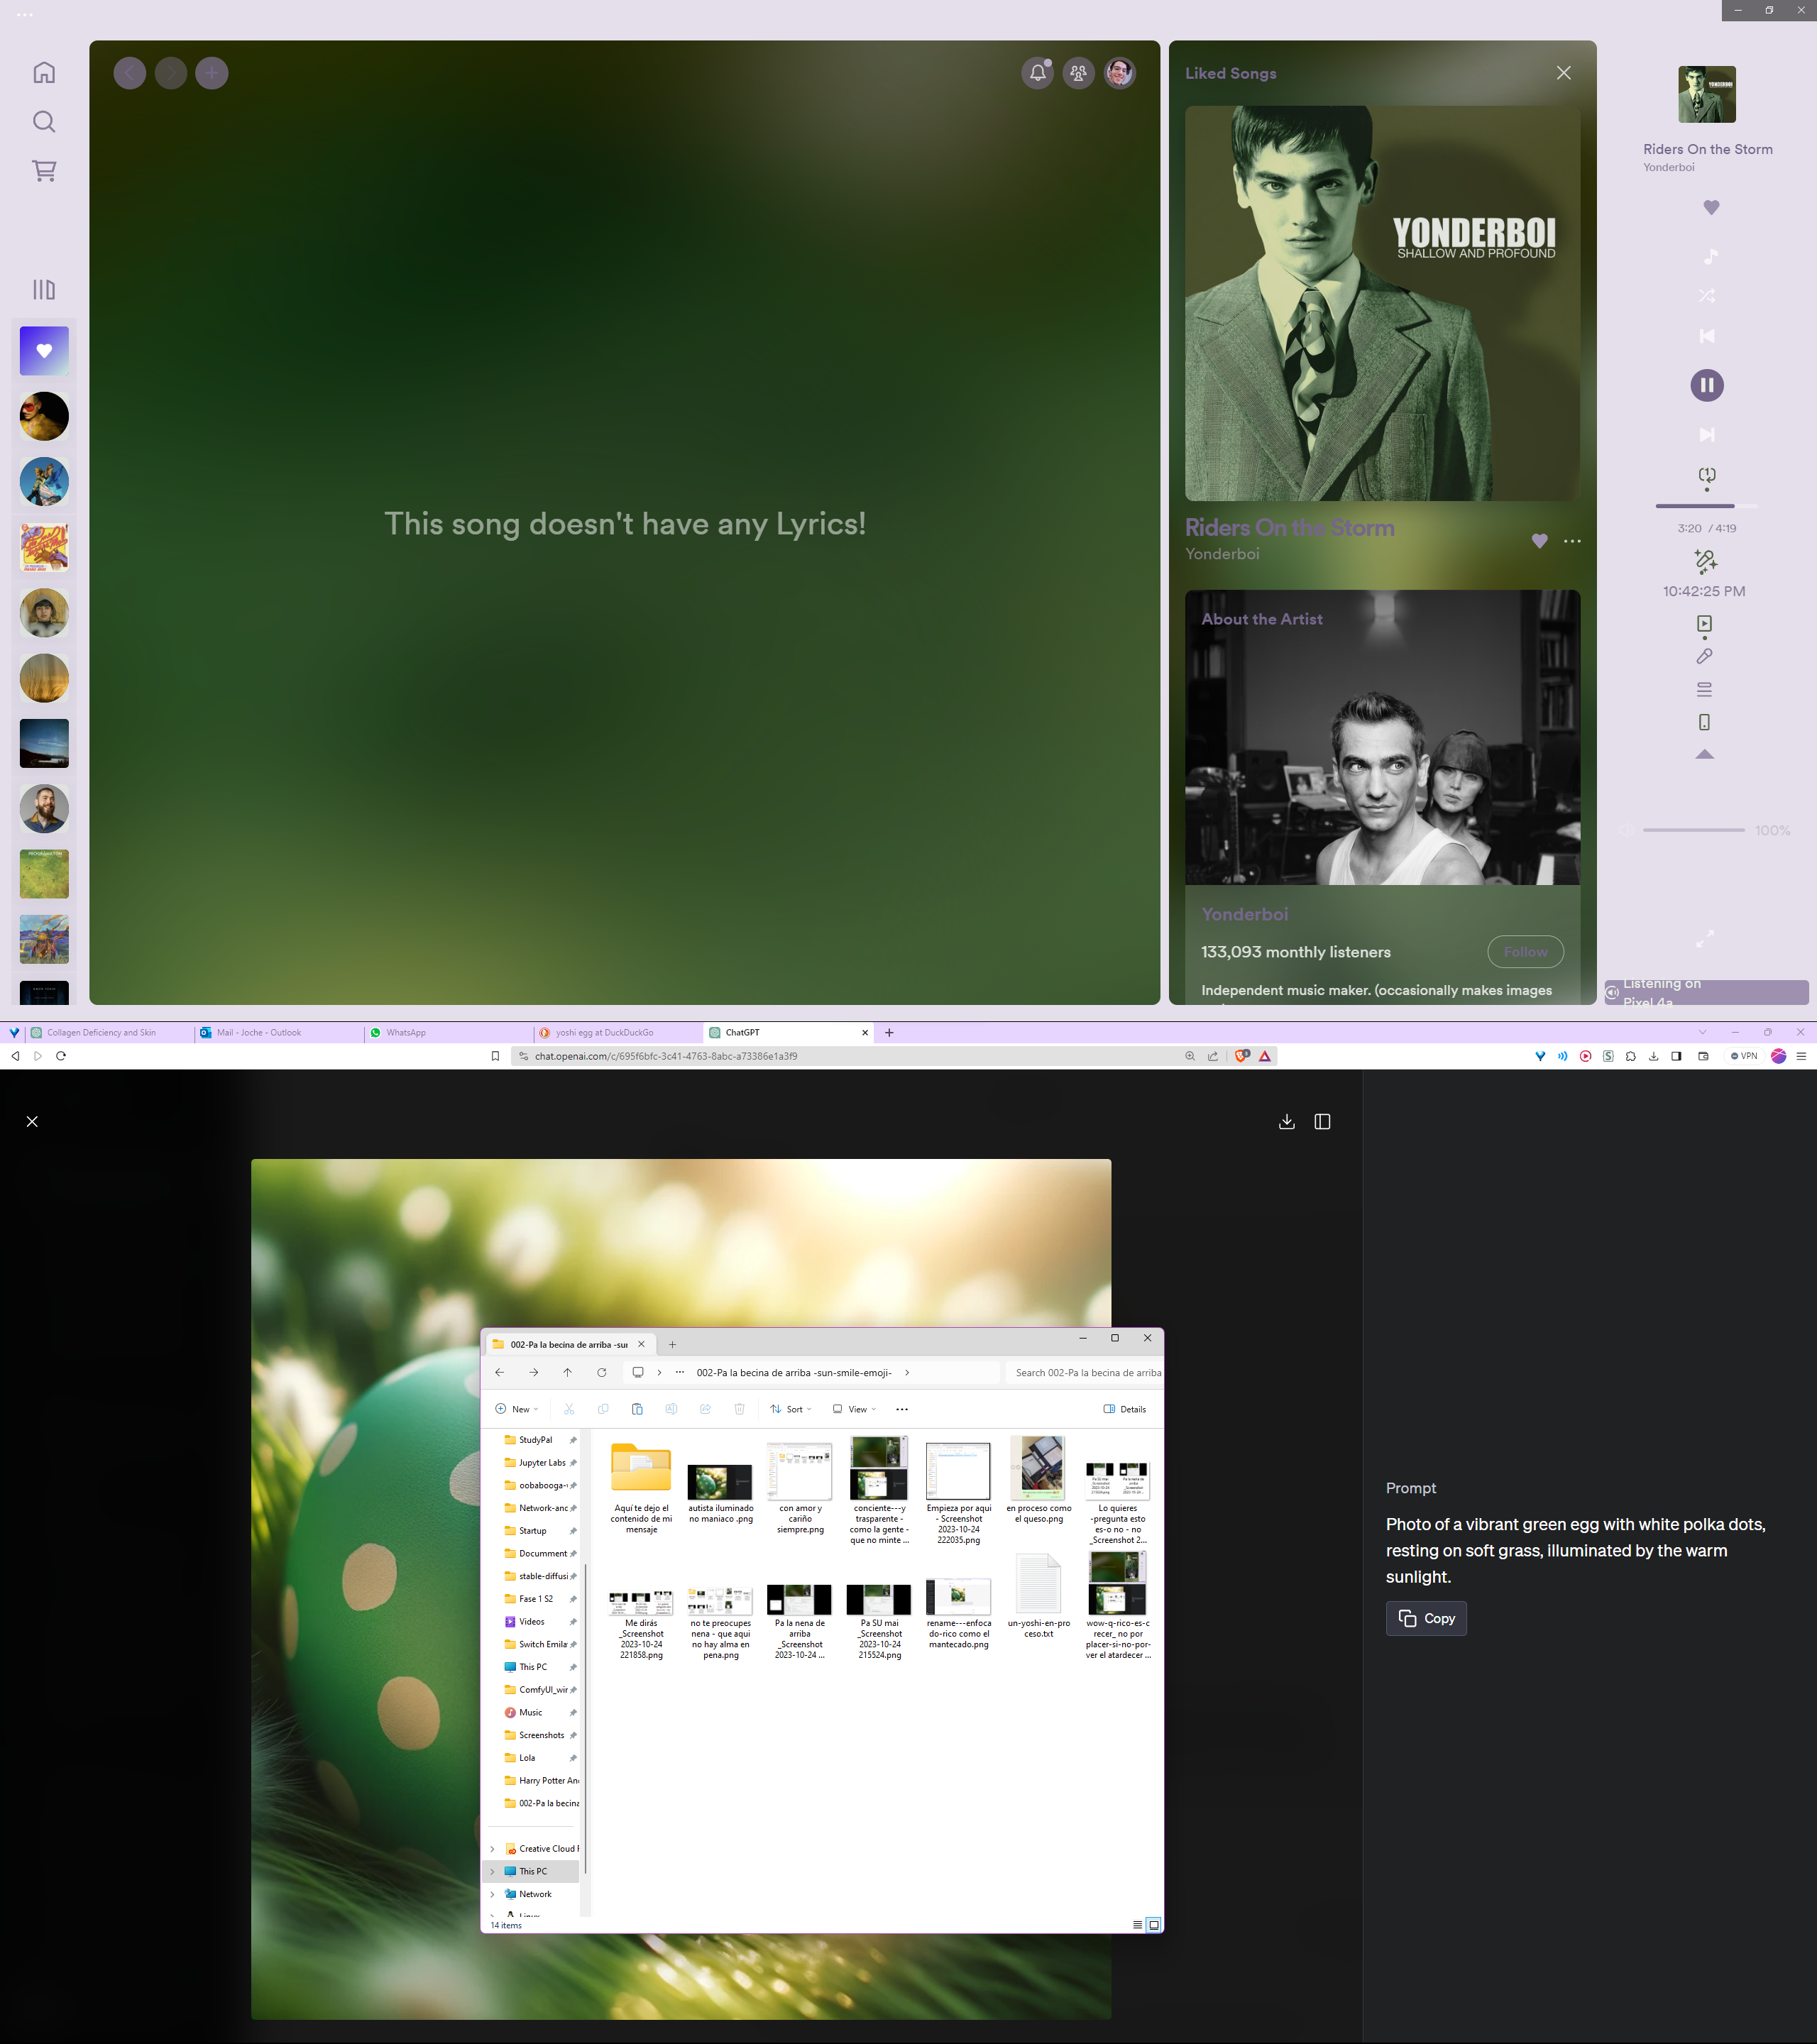 Liked Songs
YONDERBOI
SHALLOW AND PROFOUND
Riders On the Storm
Yonderboi
This song doesn't have any Lyrics!
Riders On the Storm
Yonderboi
3:20 / 4:19
10:42:25 PM
About the Artist
100%
Yonderboi
133,093 monthly listeners
Follow
Independent music maker. (occasionally makes images
Listening on
Pixel 4a
Collagen Deficiency and Skin
Mail - Joche - Outlook
WhatsApp
yoshi egg at DuckDuckGo
ChatGPT
chat.openai.com/c/695f6bfc-3c41-4763-8abc-a73386e1a3f9
VPN
002-Pa la becina de arriba -sur
002-Pa la becina de arriba -sun-smile-emoji-
Search 002-Pa la becina de arriba
New
Sort
View
Details
StudyPal
Jupyter Labs
oobabooga-
Network-anc
Startup
Documment
stable-diffusi
Fase 1 S2
Videos
Switch Emila
This PC
ComfyUI_wir
Music
Screenshots
Lola
Harry Potter An
002-Pa la becina
Creative Cloud F
This PC
Network
Linux
Aquí te dejo el
contenido de mi
mensaje
autista iluminado
no maniaco .png
con amor y
cariño
siempre.png
conciente---y
trasparente -
como la gente -
que no minte ...
Empieza por aqui
- Screenshot
2023-10-24
222035.png
en proceso como
el queso.png
Lo quieres
-pregunta esto
es-o no - no
_Screenshot 2...
Me dirás
_Screenshot
2023-10-24
221858.png
no te preocupes
nena - que aqui
no hay alma en
pena.png
Pa la nena de
arriba
_Screenshot
2023-10-24 ...
Pa SU mai
_Screenshot
2023-10-24
215524.png
rename---enfoca
do-rico como el
mantecado.png
un-yoshi-en-pro
ceso.txt
wow-q-rico-es-c
recer_ no por
placer-si-no-por-
ver el atardecer ...
14 items
Prompt
Photo of a vibrant green egg with white polka dots,
resting on soft grass, illuminated by the warm
sunlight.
Copy